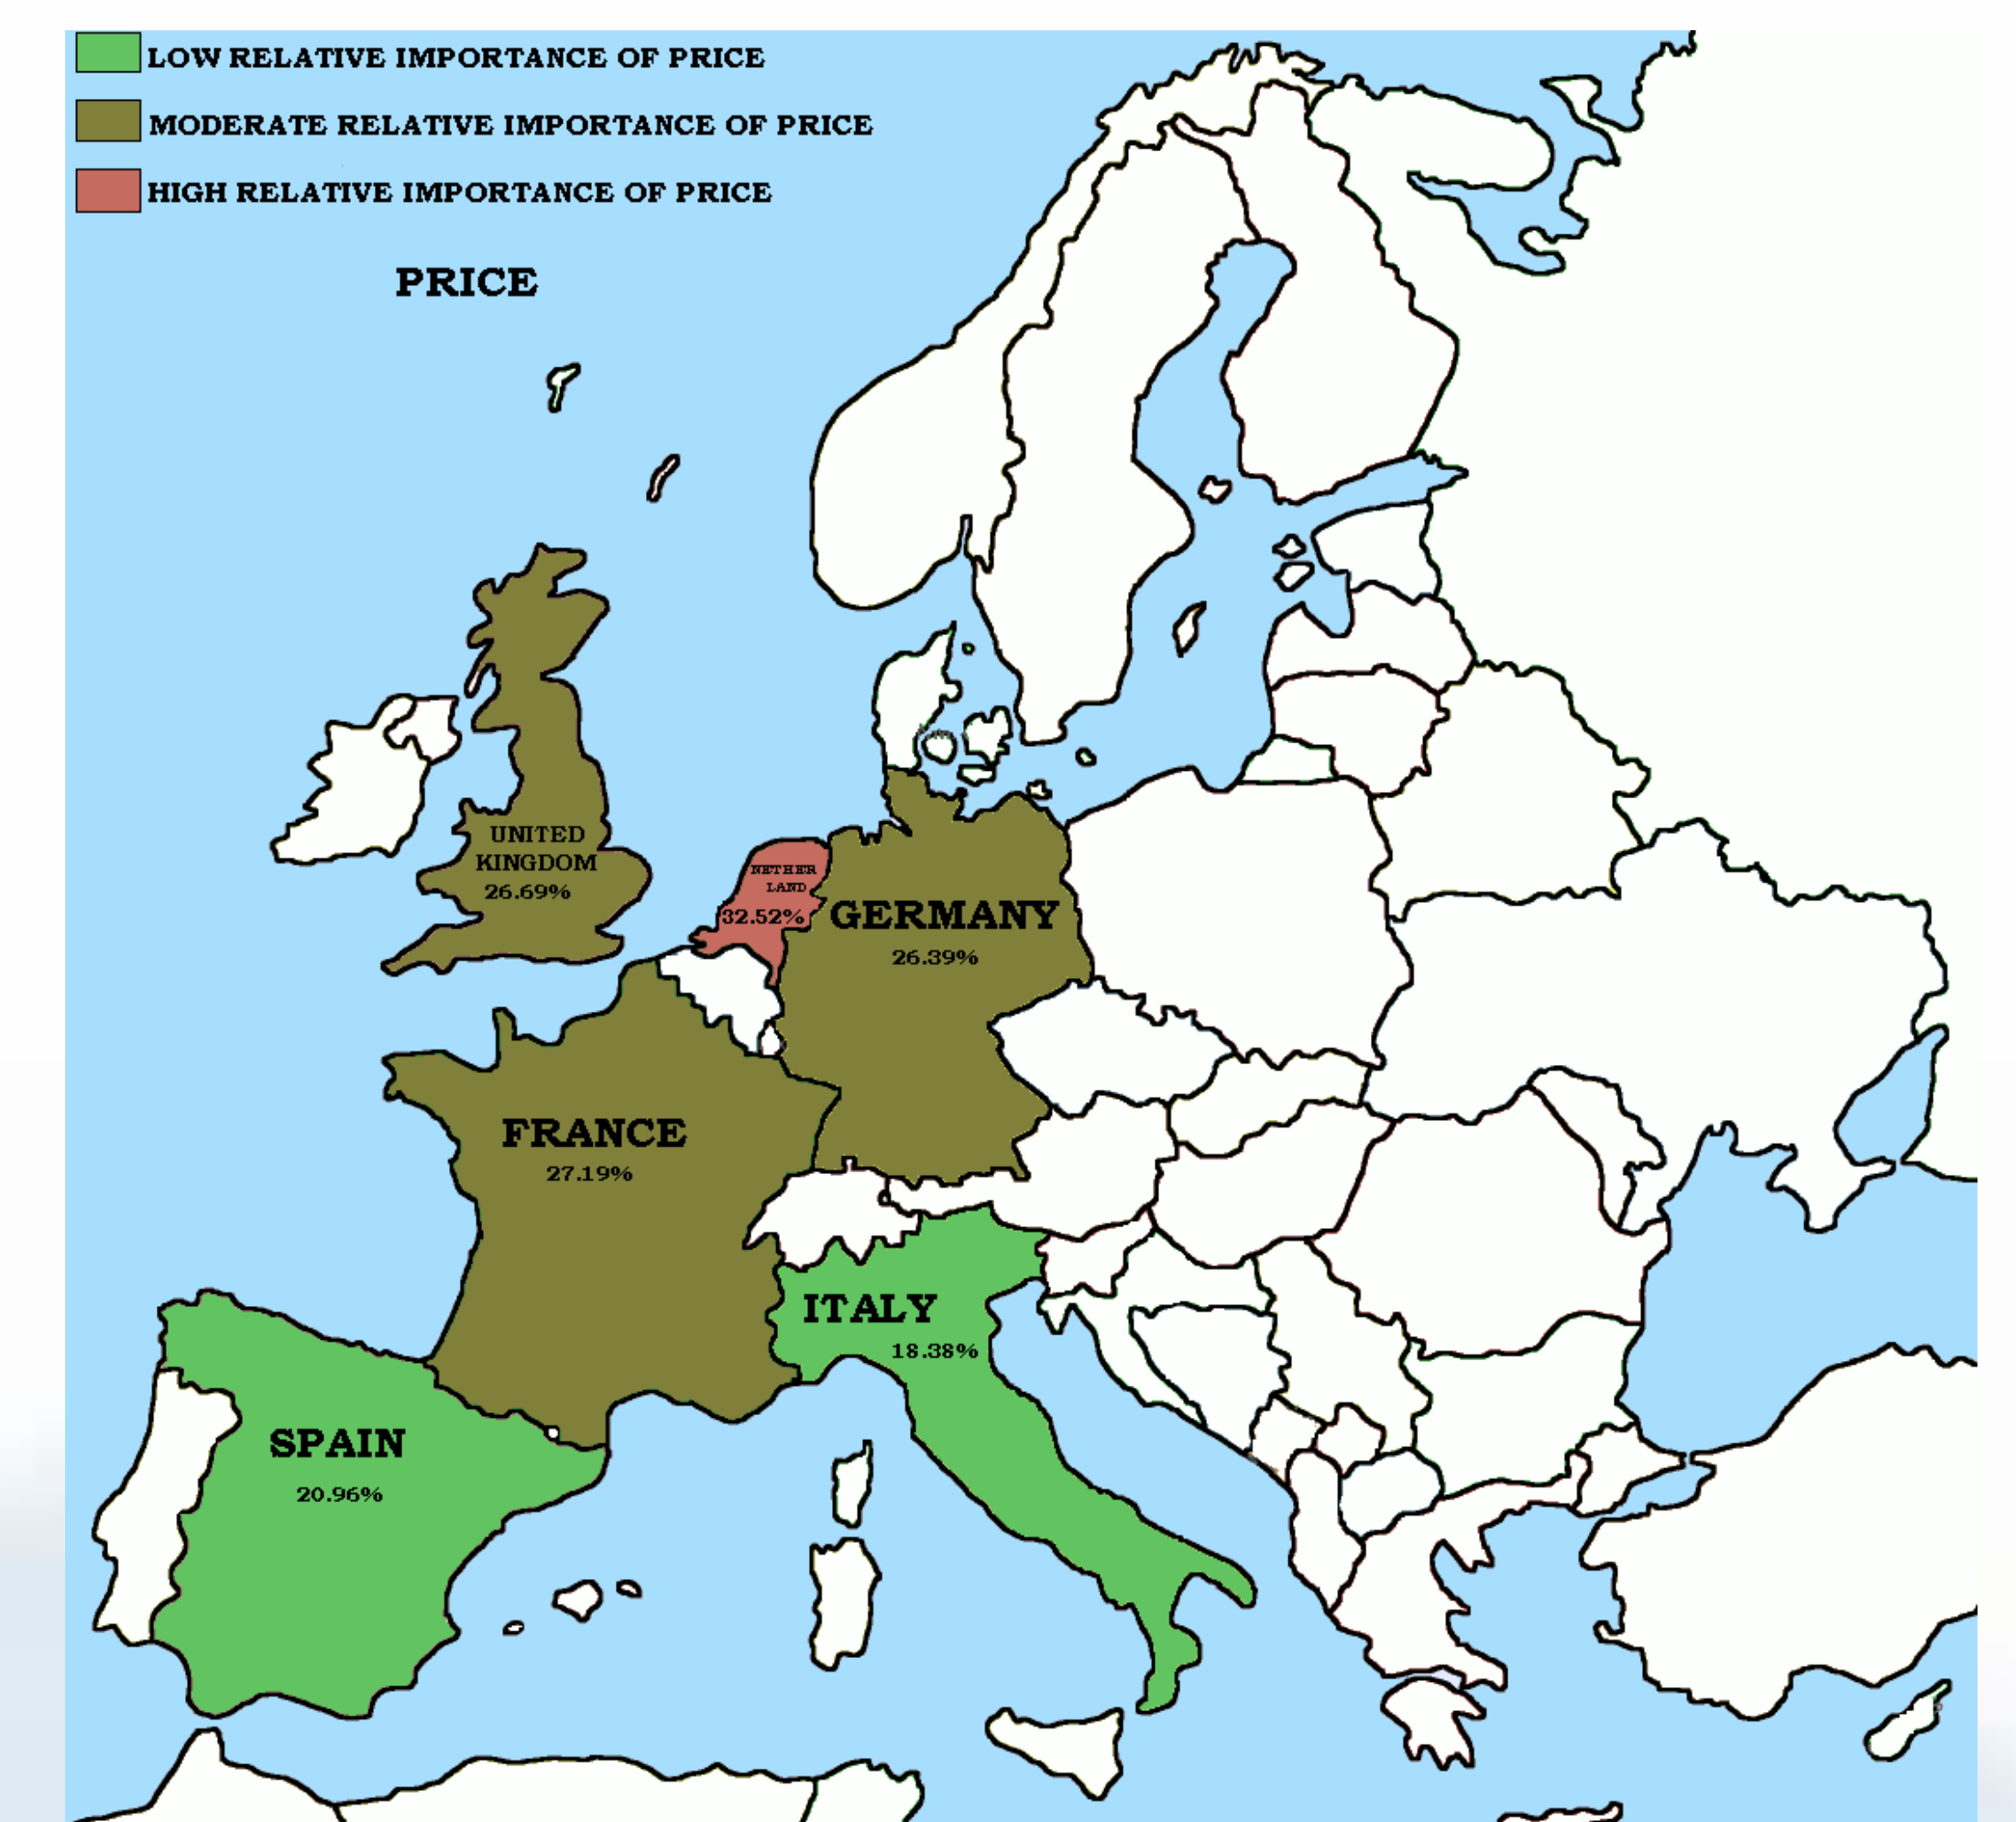 LOW RELATIVE IMPORTANCE OF PRICE
MODERATE RELATIVE IMPORTANCE OF PRICE
HIGH RELATIVE IMPORTANCE OF PRICE
PRICE
UNITED
KINGDOM
26.69%
NETHER
LAND
32.52%
GERMANY
26.39%
FRANCE
27.19%
ITALY
18.38%
SPAIN
20.96%